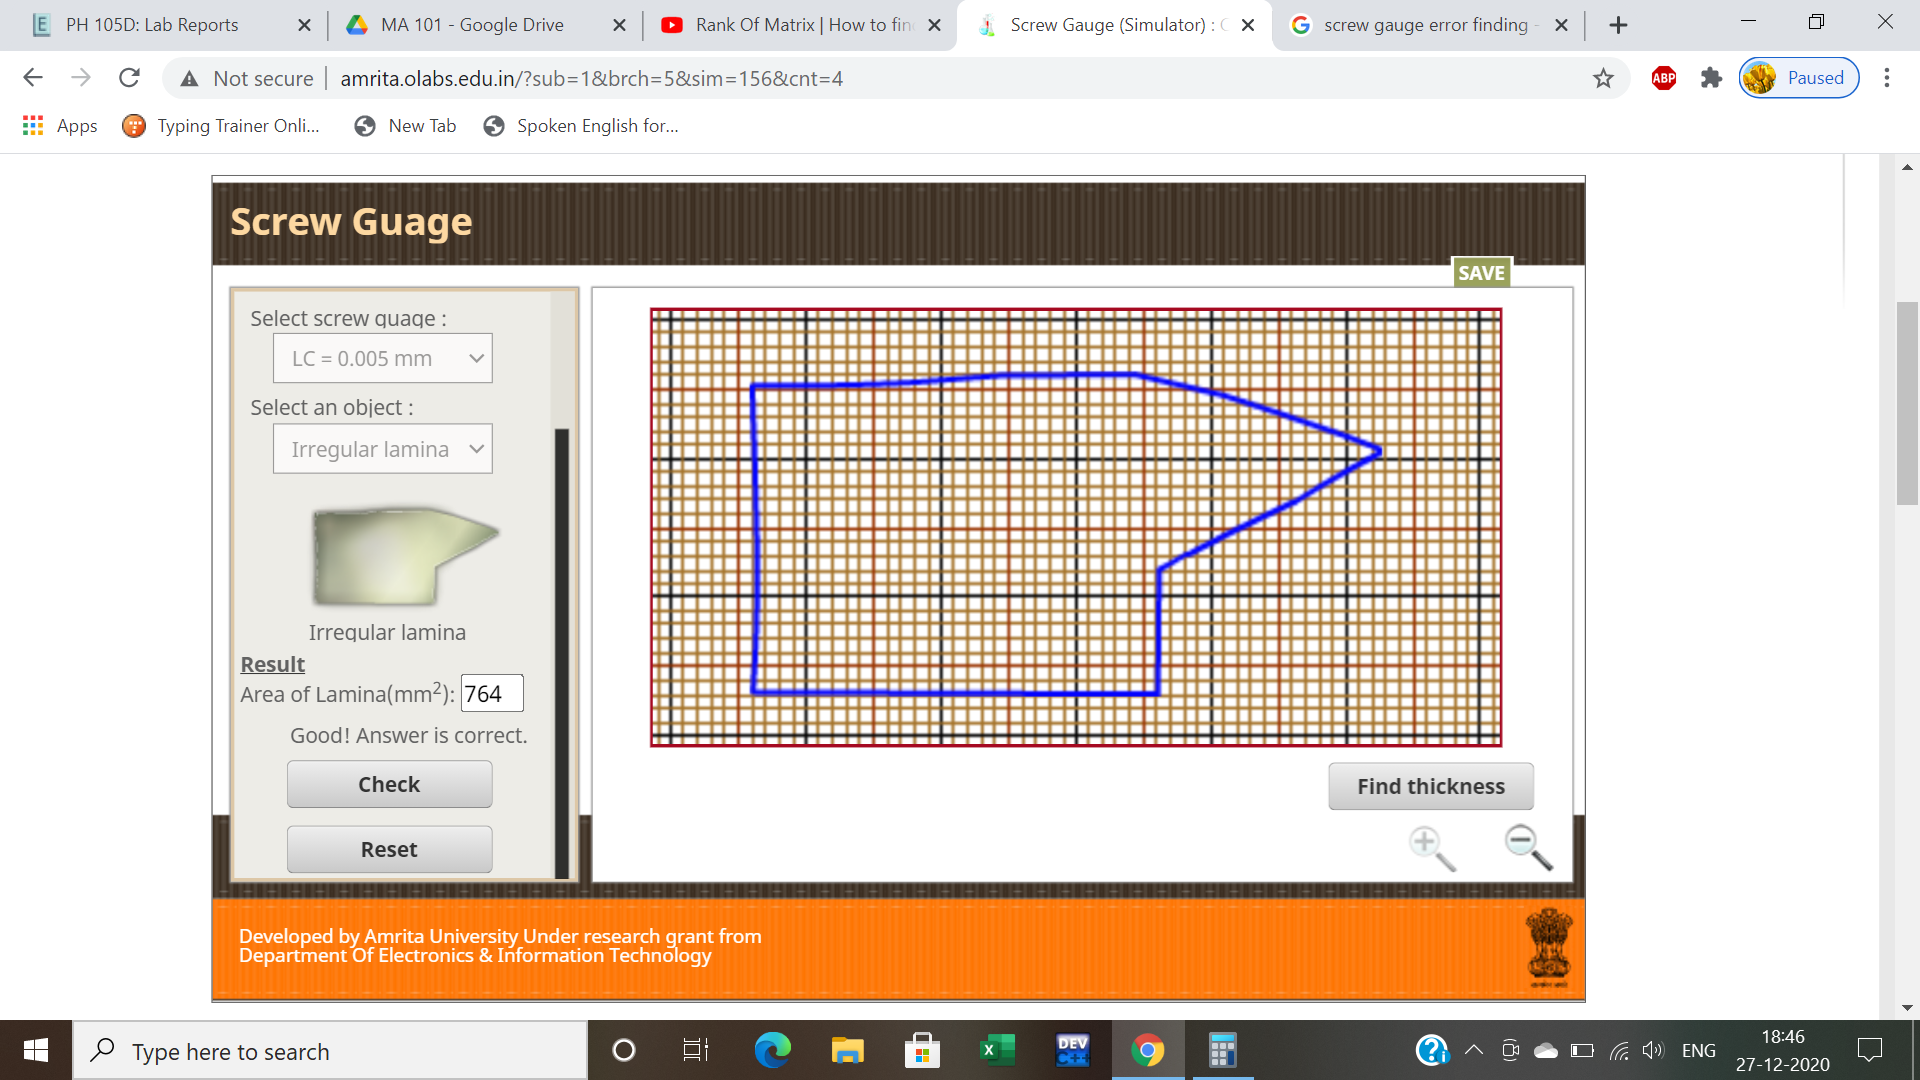 PH 105D: Lab Reports
MA 101 - Google Drive
Rank Of Matrix | How to fin
Screw Gauge (Simulator) :
screw gauge error finding -
Not secure
amrita.olabs.edu.in/?sub=1&brch=5&sim=156&cnt=4
ABP
Paused
Apps
Typing Trainer Onli...
New Tab
Spoken English for...
Screw Guage
SAVE
Select screw guage :
LC = 0.005 mm
Select an object :
Irregular lamina
Irregular lamina
Result
Area of Lamina(mm2): 764
Good! Answer is correct.
Check
Reset
Find thickness
Developed by Amrita University Under research grant from
Department Of Electronics & Information Technology
Type here to search
DEV
C++
ENG
18:46
27-12-2020